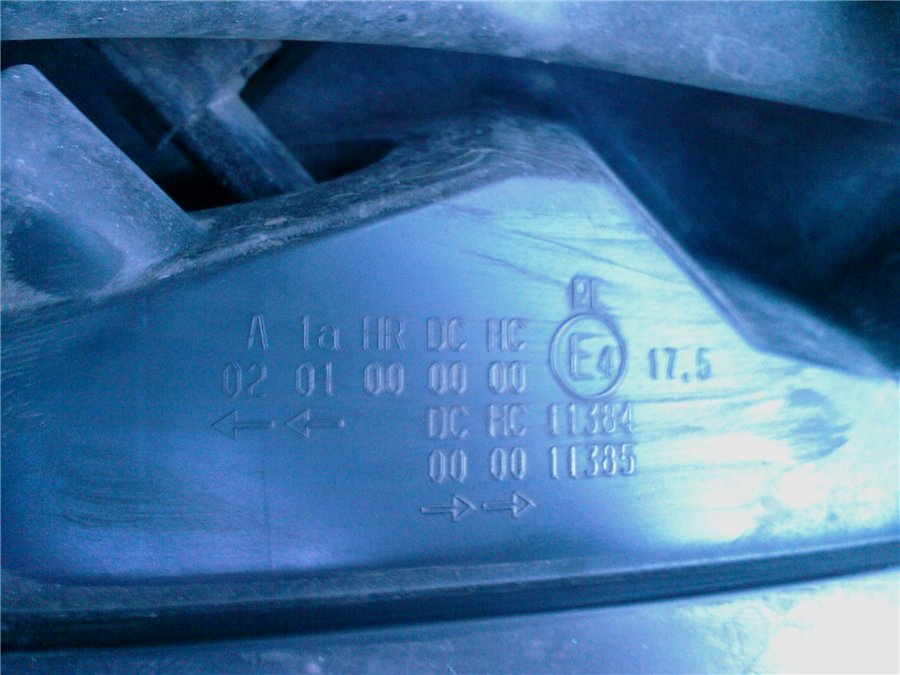 PL
A 1a HR DC HC E4 17,5
02 01 00 00 00
← ← DC HC 11384
00 00 11385
→ →